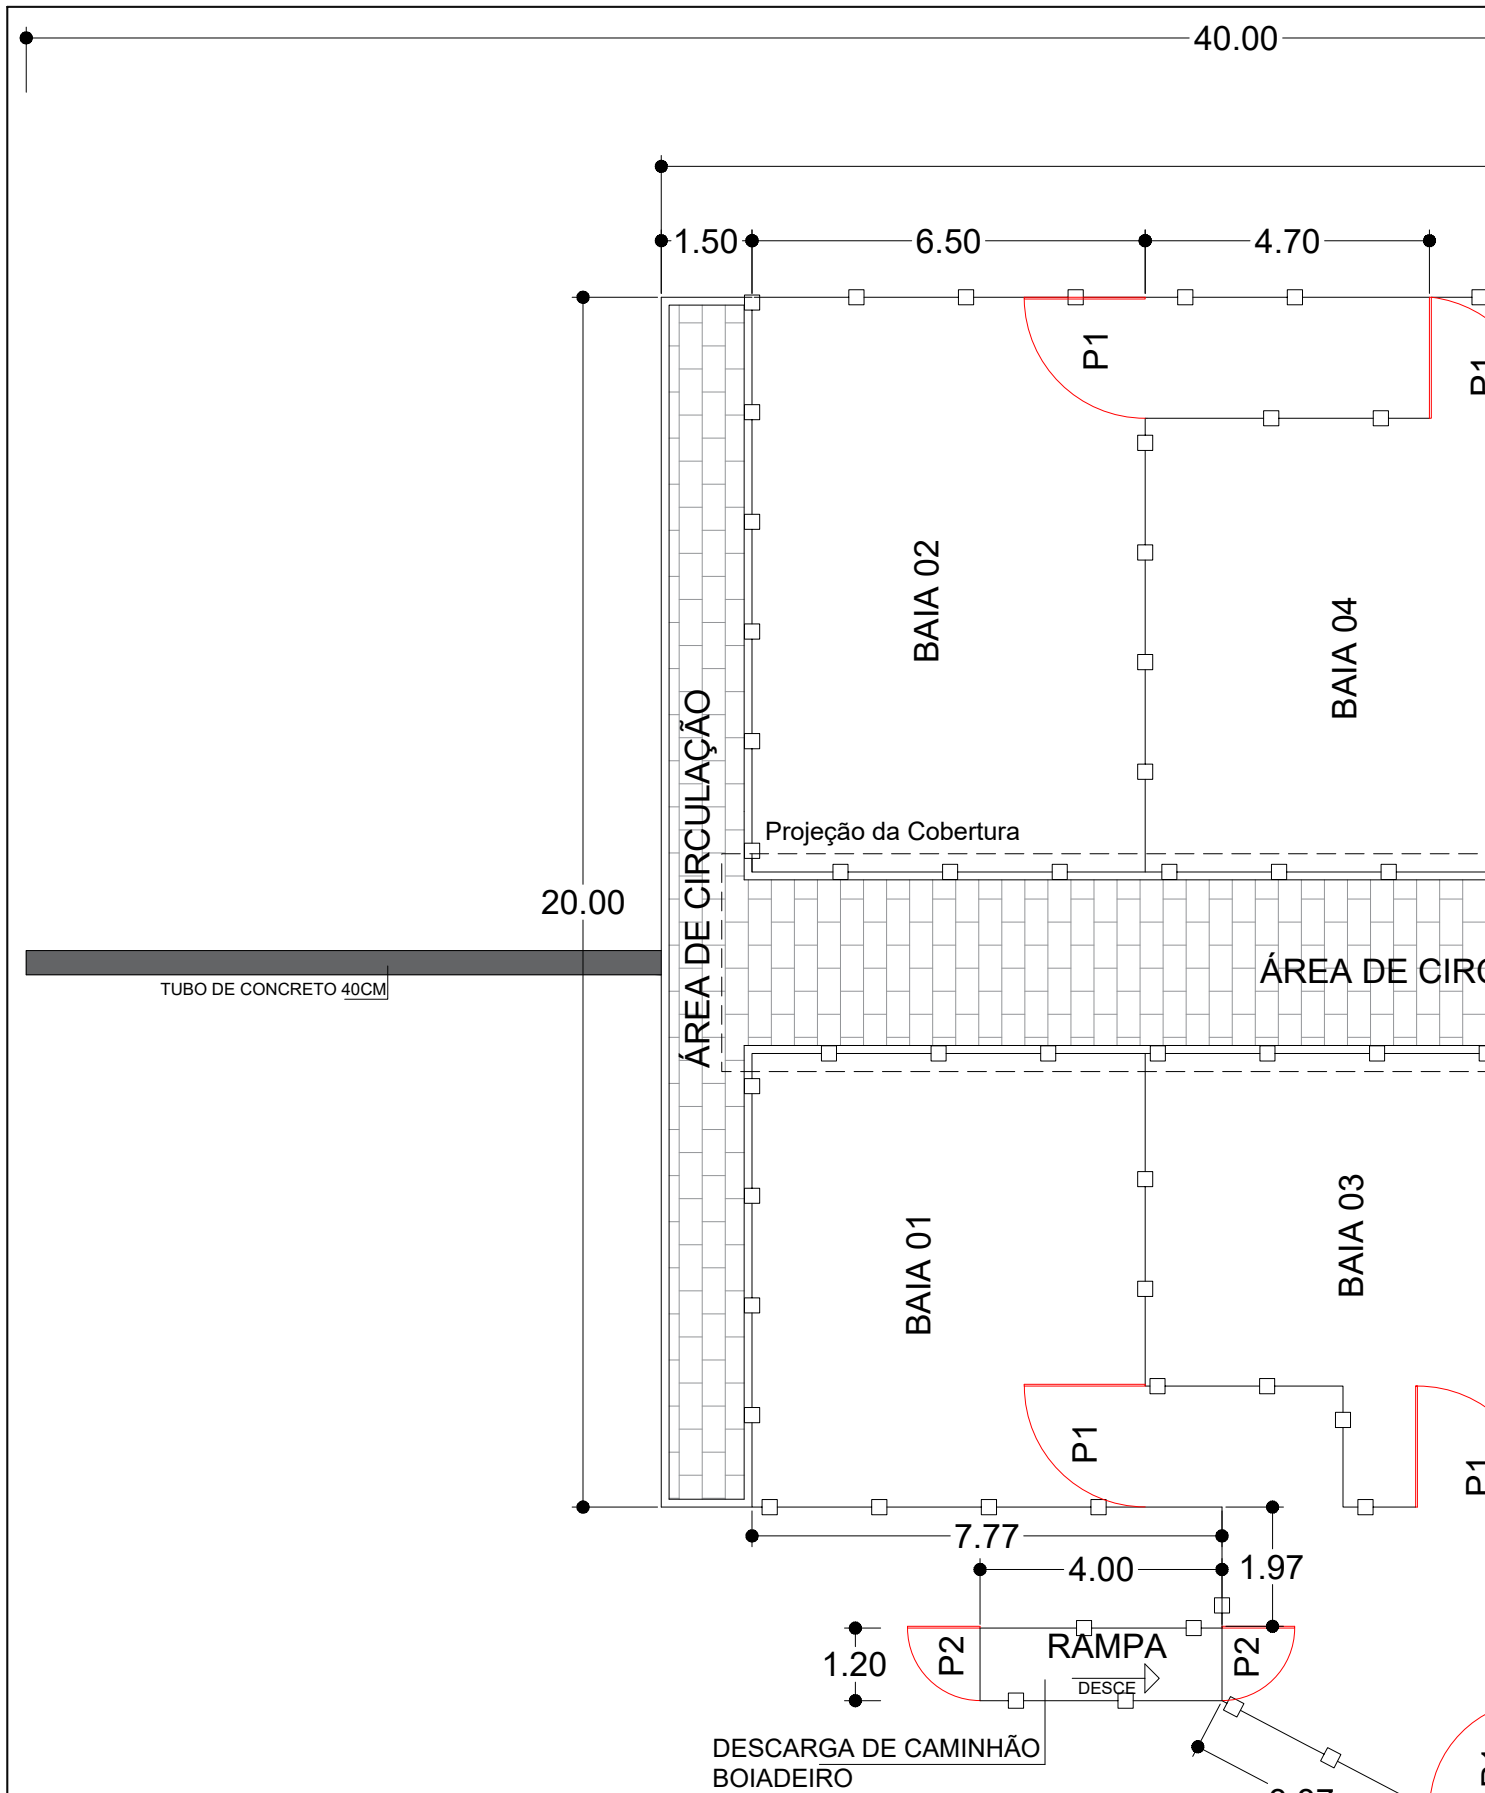 40.00
1.50
6.50
4.70
P1
P1
BAIA 02
BAIA 04
ÁREA DE CIRCULAÇÃO
Projeção da Cobertura
20.00
TUBO DE CONCRETO 40CM
BAIA 01
BAIA 03
P1
P1
7.77
4.00
1.97
1.20
P2
RAMPA
DESCE
P2
DESCARGA DE CAMINHÃO
BOIADEIRO